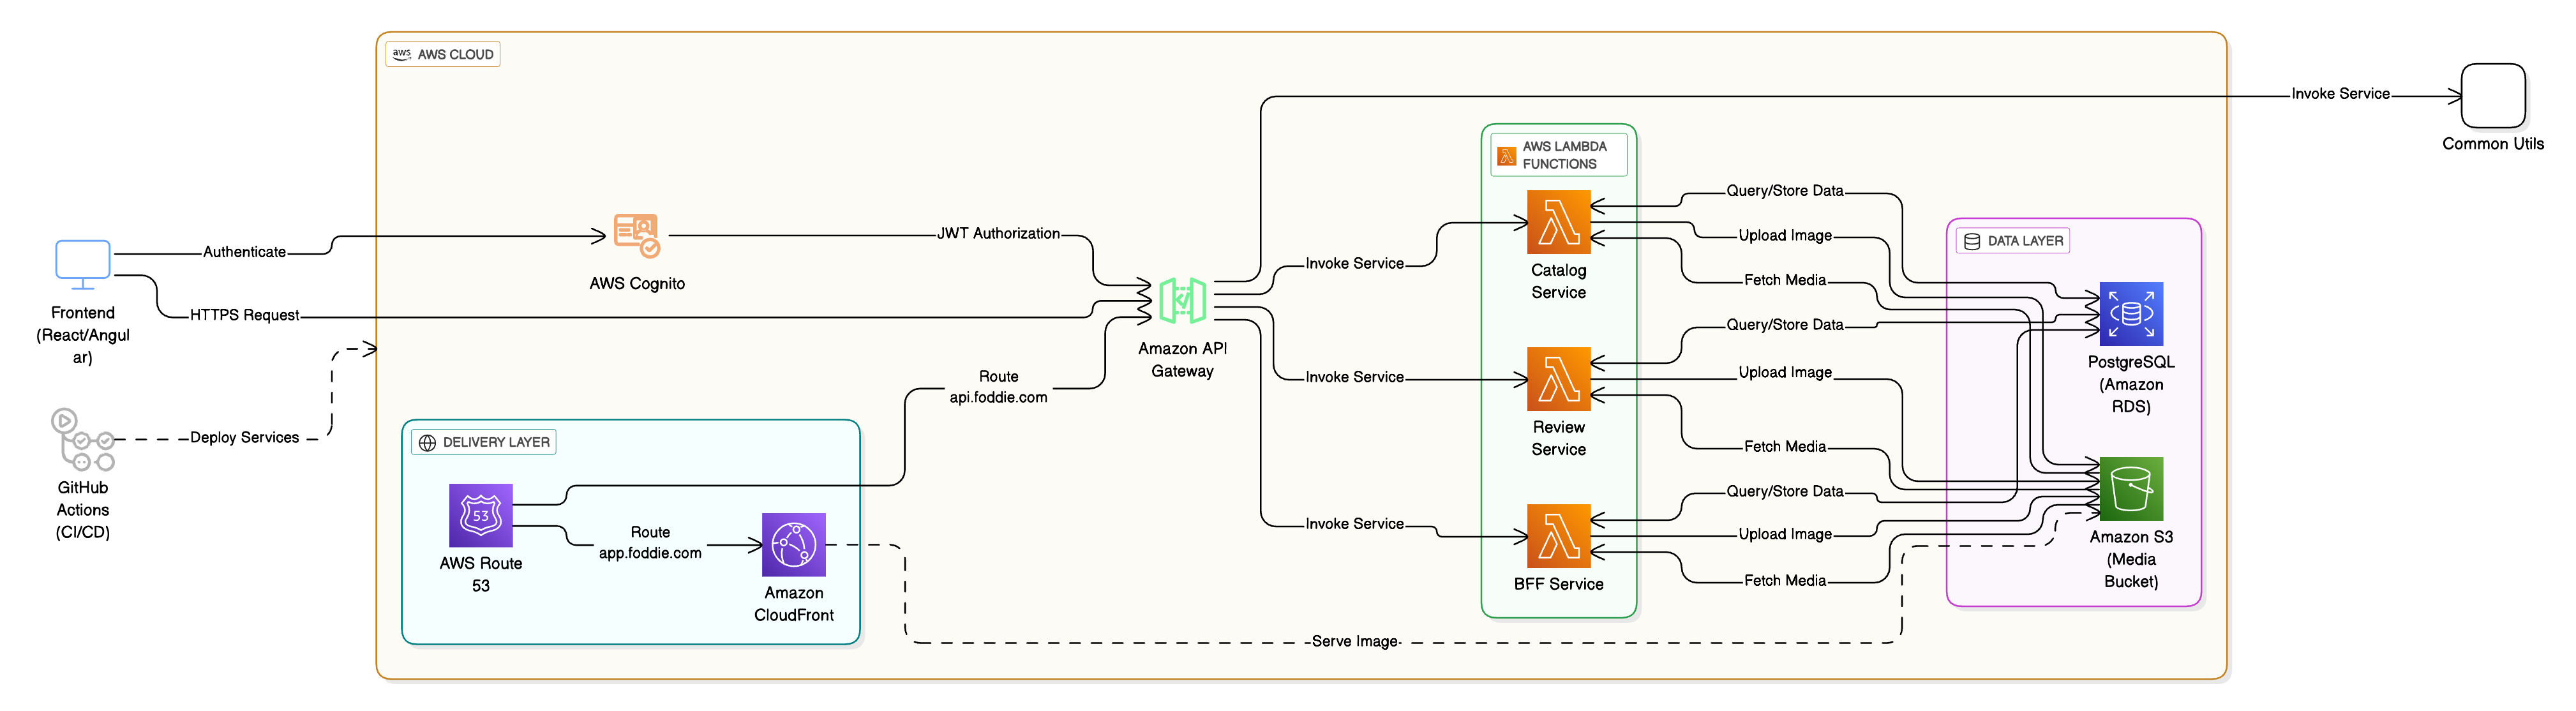 aws AWS CLOUD
Invoke Service
Common Utils
AWS LAMBDA
FUNCTIONS
Query/Store Data
Upload Image
Fetch Media
Catalog
Service
Invoke Service
JWT Authorization
AWS Cognito
Authenticate
HTTPS Request
Frontend
(React/Angul
ar)
Amazon API
Gateway
Route
api.foddie.com
DATA LAYER
PostgreSQL
(Amazon
RDS)
Query/Store Data
Upload Image
Fetch Media
Invoke Service
Review
Service
Deploy Services
GitHub
Actions
(CI/CD)
DELIVERY LAYER
53
AWS Route
53
Route
app.foddie.com
Amazon
CloudFront
Query/Store Data
Upload Image
Fetch Media
Invoke Service
BFF Service
Amazon S3
(Media
Bucket)
Serve Image